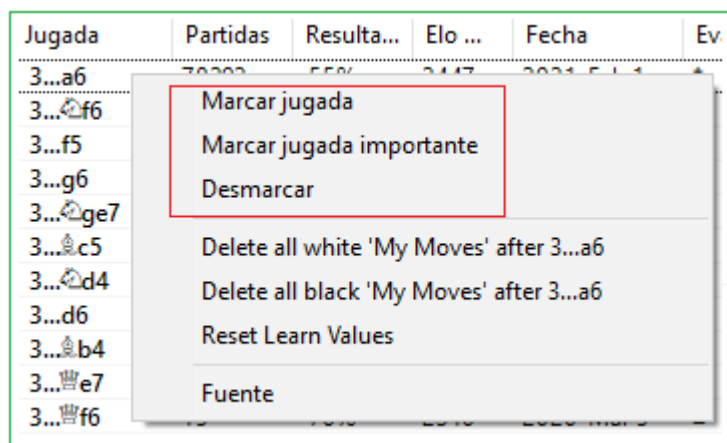 Jugada Partidas Resulta... Elo ... Fecha Ev
3...a6
3...♘f6
3...f5
3...g6
3...♘ge7
3...♗c5
3...♘d4
3...d6
3...♗b4
3...♕e7
3...♕f6
Marcar jugada
Marcar jugada importante
Desmarcar
Delete all white 'My Moves' after 3...a6
Delete all black 'My Moves' after 3...a6
Reset Learn Values
Fuente